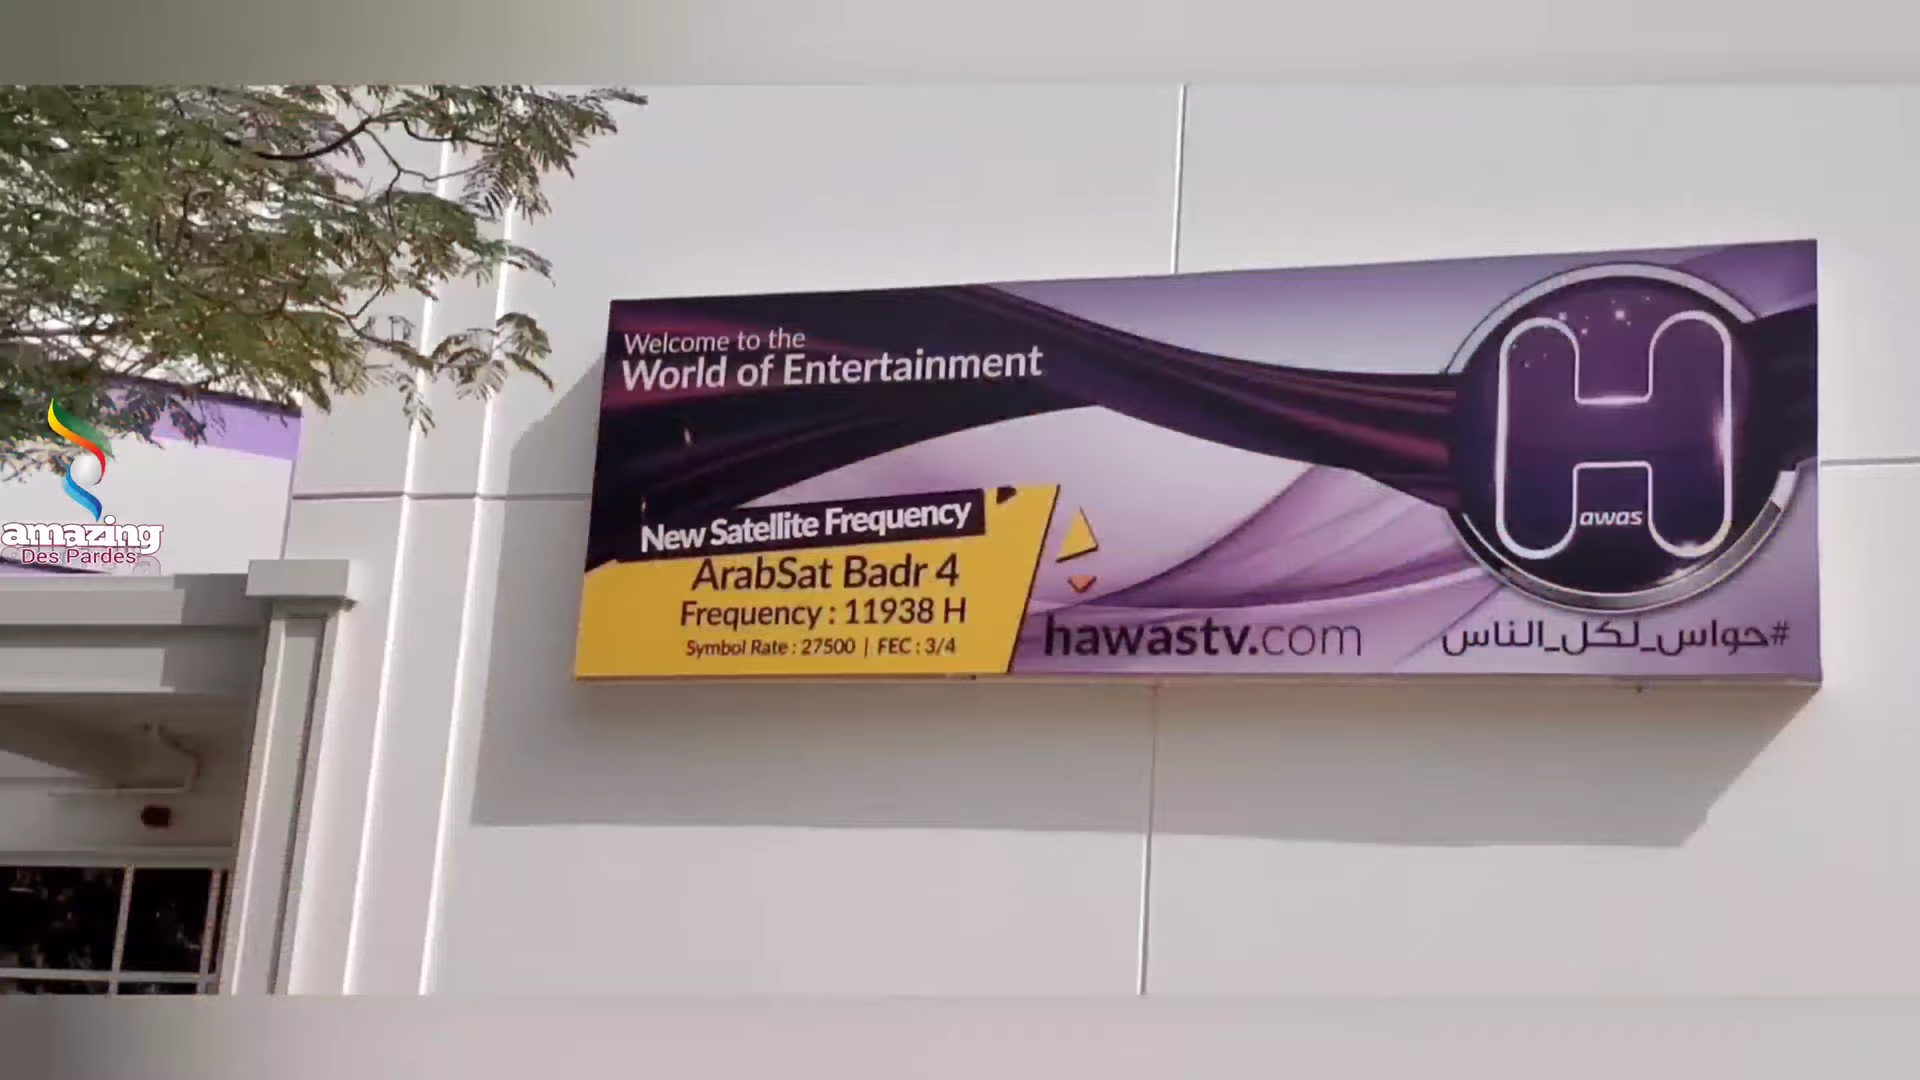 Welcome to the
World of Entertainment
New Satellite Frequency
ArabSat Badr 4
Frequency : 11938 H
Symbol Rate : 27500 | FEC : 3/4
hawastv.com
Hawas
#حواس_لكل_الناس
amazing
Des Pardes